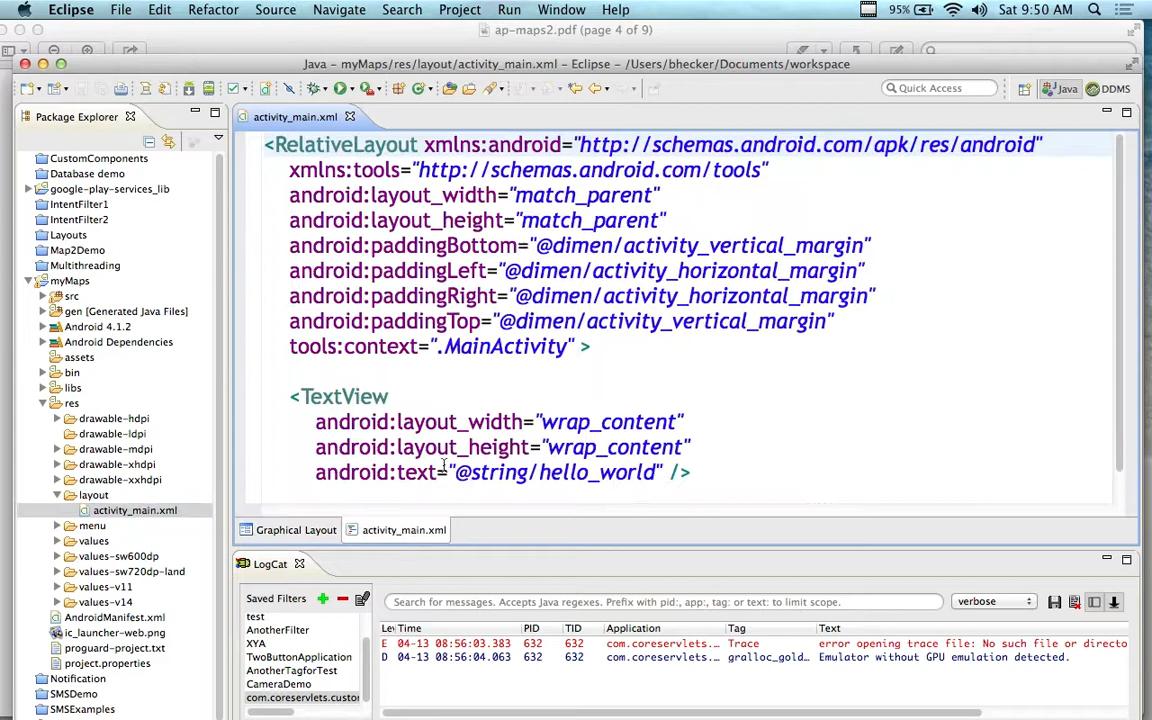 Eclipse File Edit Refactor Source Navigate Search Project Run Window Help 95% Sat 9:50 AM
ap-maps2.pdf (page 4 of 9)
Java – myMaps/res/layout/activity_main.xml – Eclipse – /Users/bhecker/Documents/workspace
Quick Access
Java
DDMS
Package Explorer
CustomComponents
Database demo
google-play-services_lib
IntentFilter1
IntentFilter2
Layouts
Map2Demo
Multithreading
myMaps
src
gen [Generated Java Files]
Android 4.1.2
Android Dependencies
assets
bin
libs
res
drawable-hdpi
drawable-ldpi
drawable-mdpi
drawable-xhdpi
drawable-xxhdpi
layout
activity_main.xml
menu
values
values-sw600dp
values-sw720dp-land
values-v11
values-v14
AndroidManifest.xml
ic_launcher-web.png
proguard-project.txt
project.properties
Notification
SMSDemo
SMSExamples
activity_main.xml
<RelativeLayout xmlns:android="http://schemas.android.com/apk/res/android"
xmlns:tools="http://schemas.android.com/tools"
android:layout_width="match_parent"
android:layout_height="match_parent"
android:paddingBottom="@dimen/activity_vertical_margin"
android:paddingLeft="@dimen/activity_horizontal_margin"
android:paddingRight="@dimen/activity_horizontal_margin"
android:paddingTop="@dimen/activity_vertical_margin"
tools:context=".MainActivity" >
<TextView
android:layout_width="wrap_content"
android:layout_height="wrap_content"
android:text="@string/hello_world" />
Graphical Layout
activity_main.xml
LogCat
Saved Filters
test
AnotherFilter
XYA
TwoButtonApplication
AnotherTagforTest
CameraDemo
com.coreservlets.custor
Search for messages. Accepts Java regexes. Prefix with pid:, app:, tag: or text: to limit scope.
verbose
Le Time PID TID Application Tag Text
E 04-13 08:56:03.383 632 632 com.coreservlets.... Trace error opening trace file: No such file or directo
D 04-13 08:56:04.063 632 632 com.coreservlets.... gralloc_gold... Emulator without GPU emulation detected.